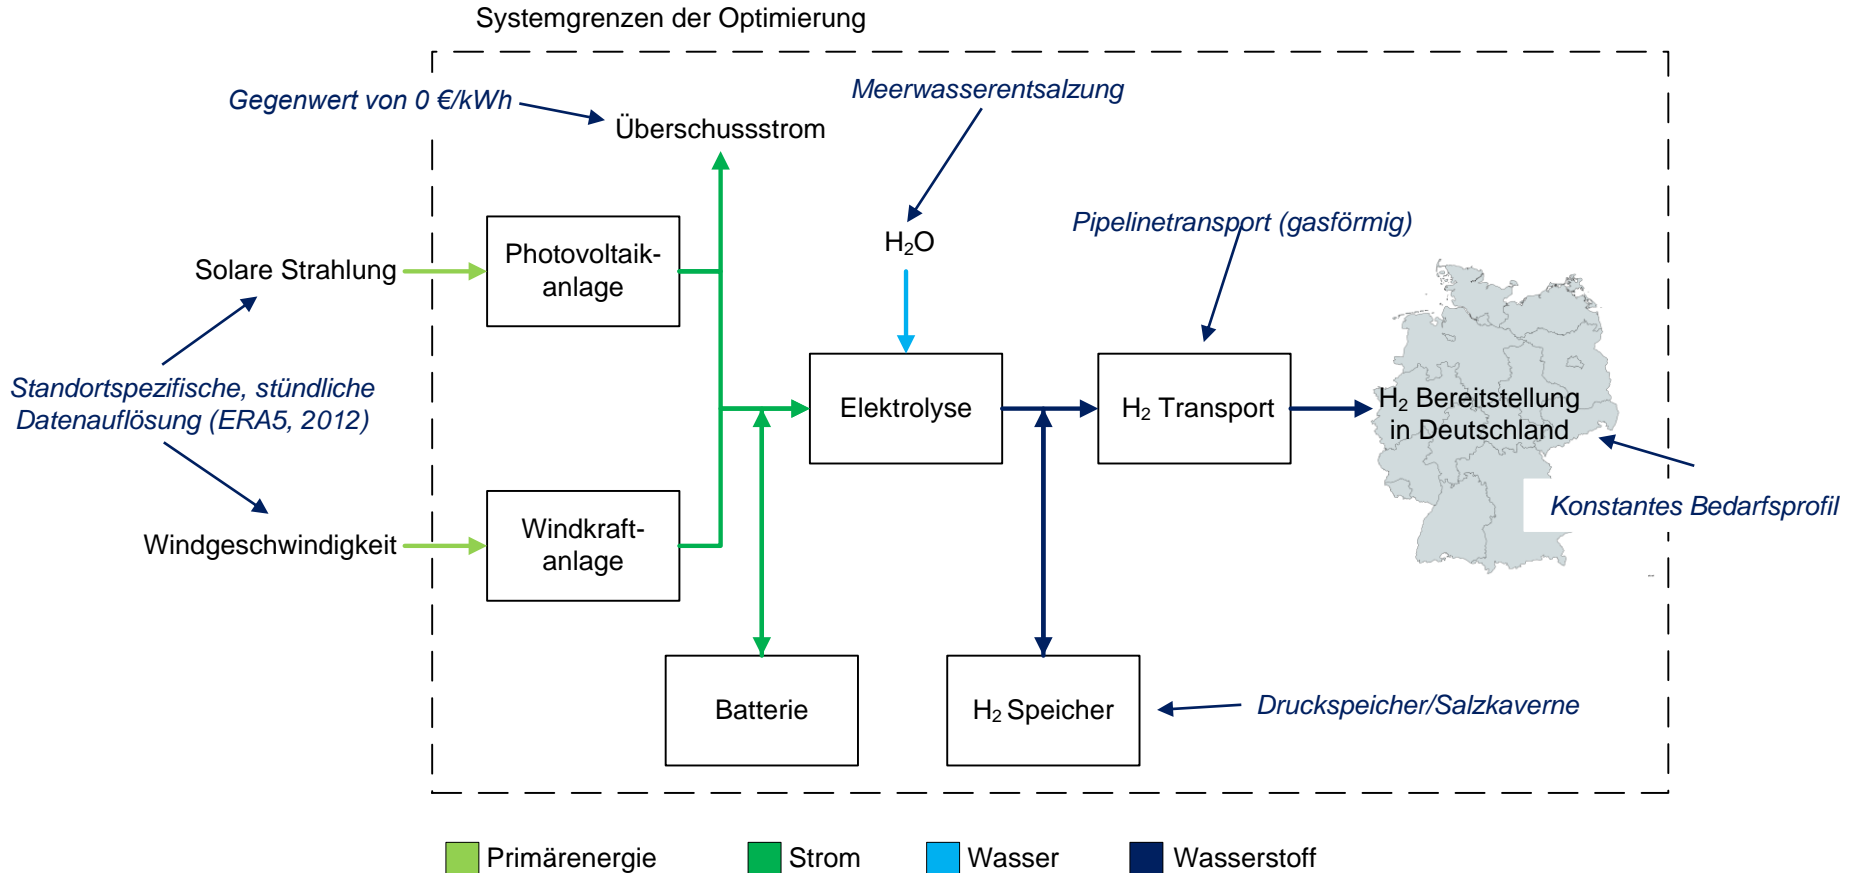 Systemgrenzen der Optimierung
Gegenwert von 0 €/kWh
Meerwasserentsalzung
Überschussstrom
Pipelinetransport (gasförmig)
H₂O
Solare Strahlung
Photovoltaik-
anlage
Standortspezifische, stündliche
Datenauflösung (ERA5, 2012)
Elektrolyse
H₂ Transport
H₂ Bereitstellung
in Deutschland
Konstantes Bedarfsprofil
Windgeschwindigkeit
Windkraft-
anlage
Batterie
H₂ Speicher
Druckspeicher/Salzkaverne
Primärenergie
Strom
Wasser
Wasserstoff